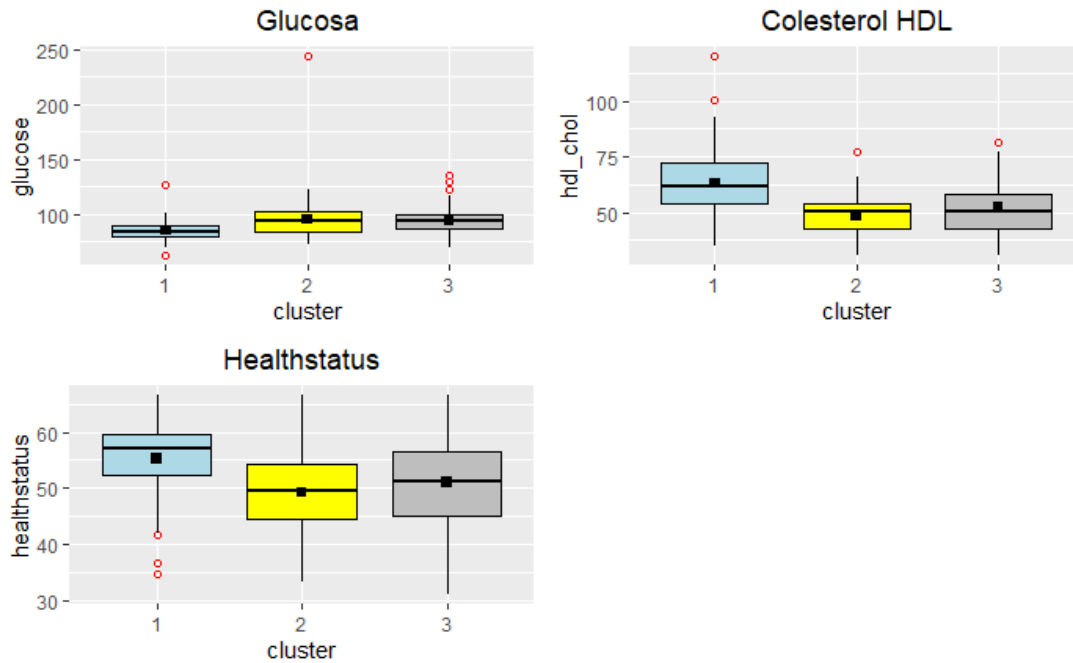 Glucosa
glucose
250
200
150
100
1 2 3
cluster
Colesterol HDL
hdl_chol
100
75
50
1 2 3
cluster
Healthstatus
healthstatus
60
50
40
30
1 2 3
cluster